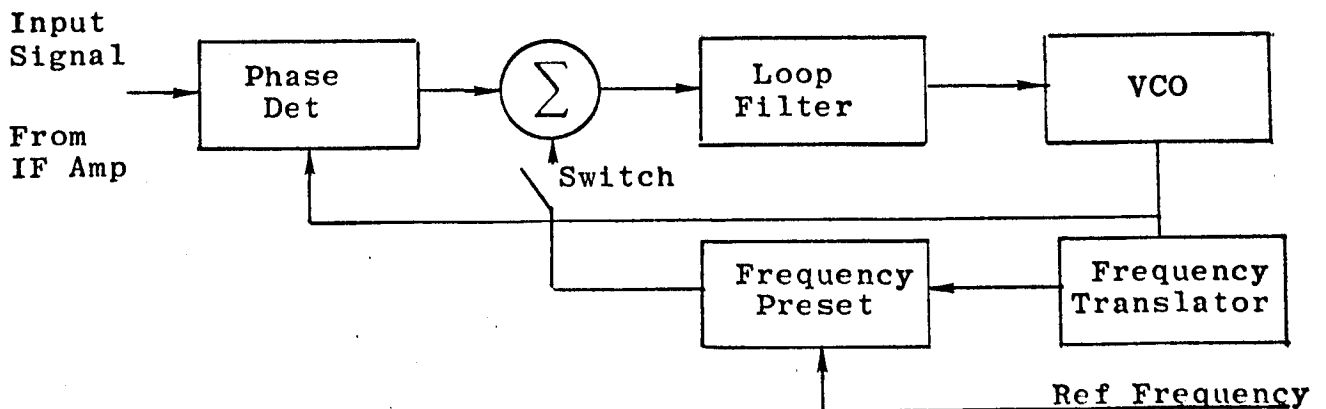 Input
Signal
From
IF Amp
Phase
Det
Σ
Loop
Filter
VCO
Switch
Frequency
Preset
Frequency
Translator
Ref Frequency